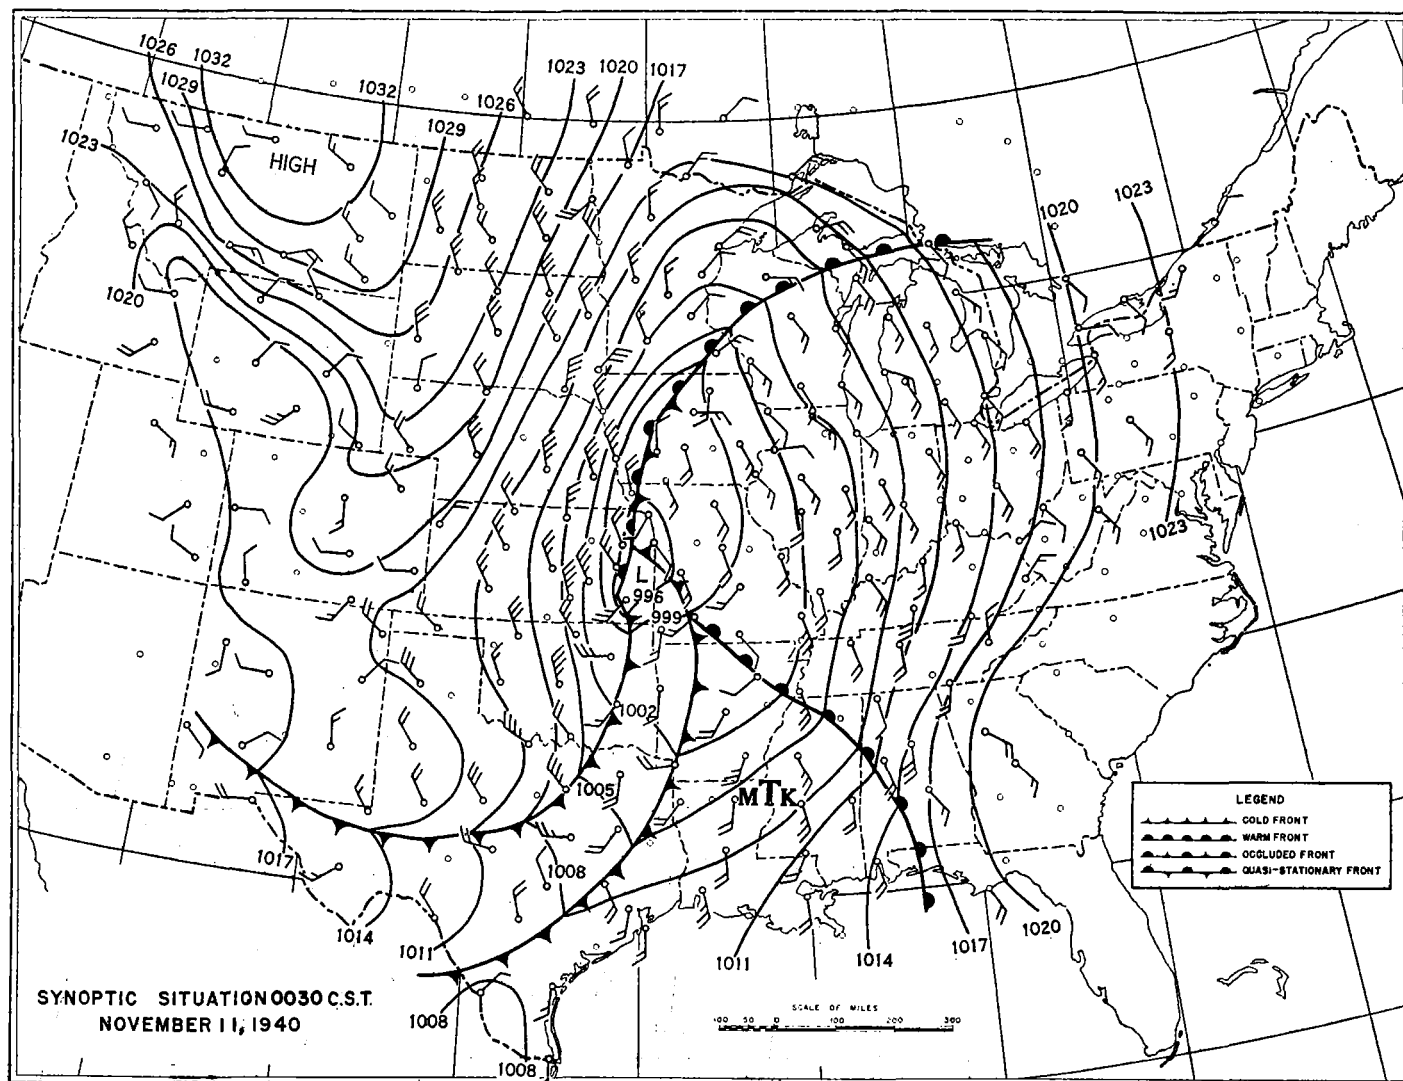 1026
1032
1029
1032
1023
1020
1017
1026
1029
1023
HIGH
1020
1023
1020
1023
L
996
999
1002
1005
MTK
1008
1017
1014
1011
1008
1008
1011
1014
1017
1020
LEGEND
COLD FRONT
WARM FRONT
OCCLUDED FRONT
QUASI-STATIONARY FRONT
SYNOPTIC SITUATION 0030 C.S.T.
NOVEMBER 11, 1940
SCALE OF MILES
100 50 0 100 200 300